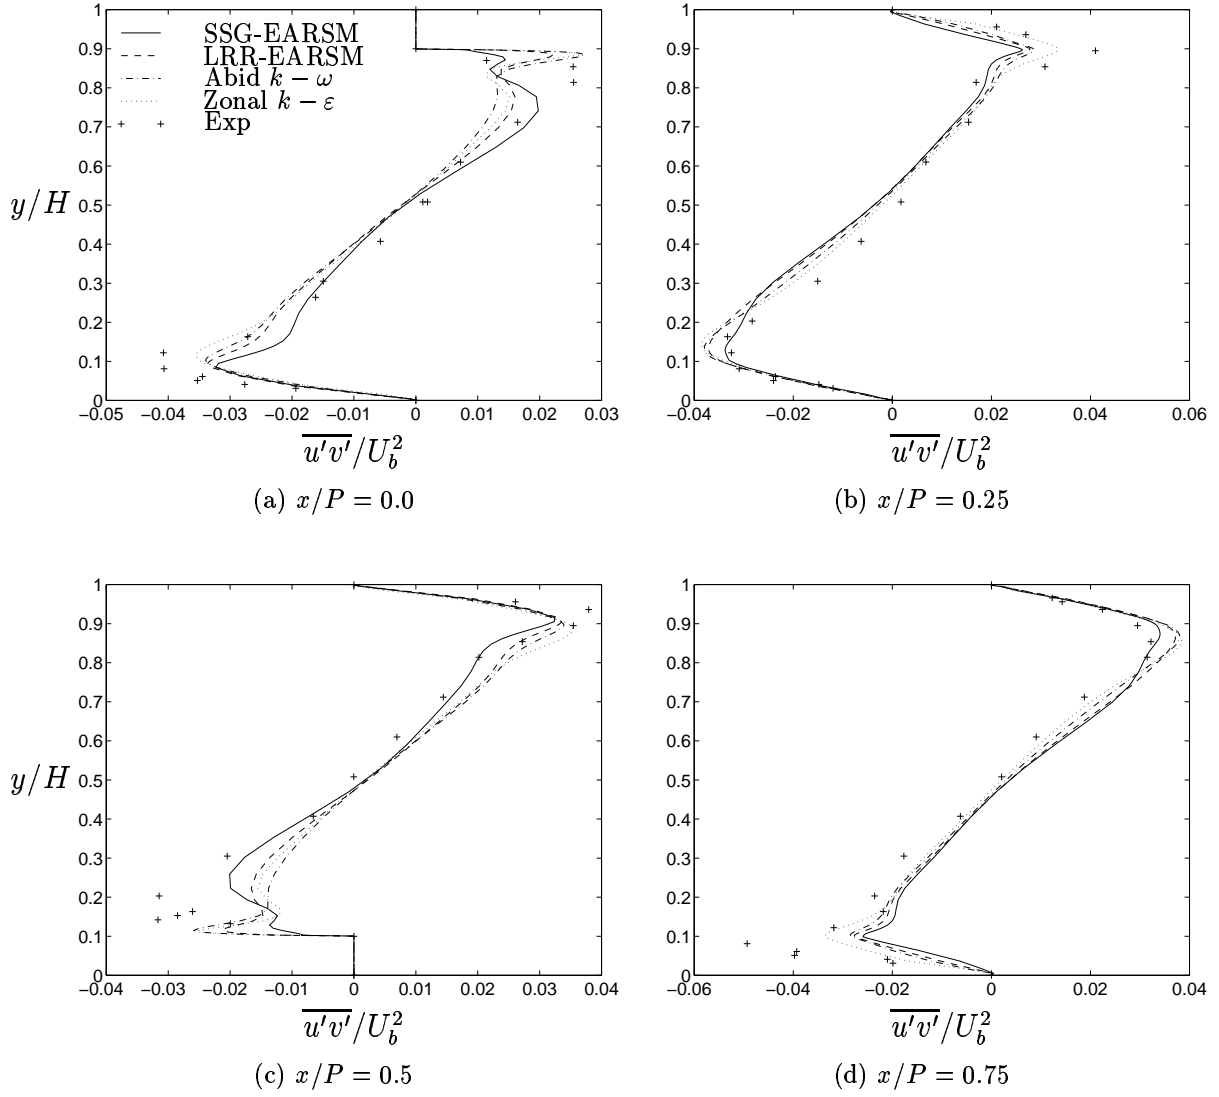 SSG-EARSM
LRR-EARSM
Abid k − ω
Zonal k − ε
Exp
1
0.9
0.8
0.7
0.6
0.5
0.4
0.3
0.2
0.1
0
y/H
−0.05 −0.04 −0.03 −0.02 −0.01 0 0.01 0.02 0.03
u′v′/U_b^2
(a) x/P = 0.0
1
0.9
0.8
0.7
0.6
0.5
0.4
0.3
0.2
0.1
0
−0.04 −0.02 0 0.02 0.04 0.06
u′v′/U_b^2
(b) x/P = 0.25
1
0.9
0.8
0.7
0.6
0.5
0.4
0.3
0.2
0.1
0
y/H
−0.04 −0.03 −0.02 −0.01 0 0.01 0.02 0.03 0.04
u′v′/U_b^2
(c) x/P = 0.5
1
0.9
0.8
0.7
0.6
0.5
0.4
0.3
0.2
0.1
0
−0.06 −0.04 −0.02 0 0.02 0.04
u′v′/U_b^2
(d) x/P = 0.75